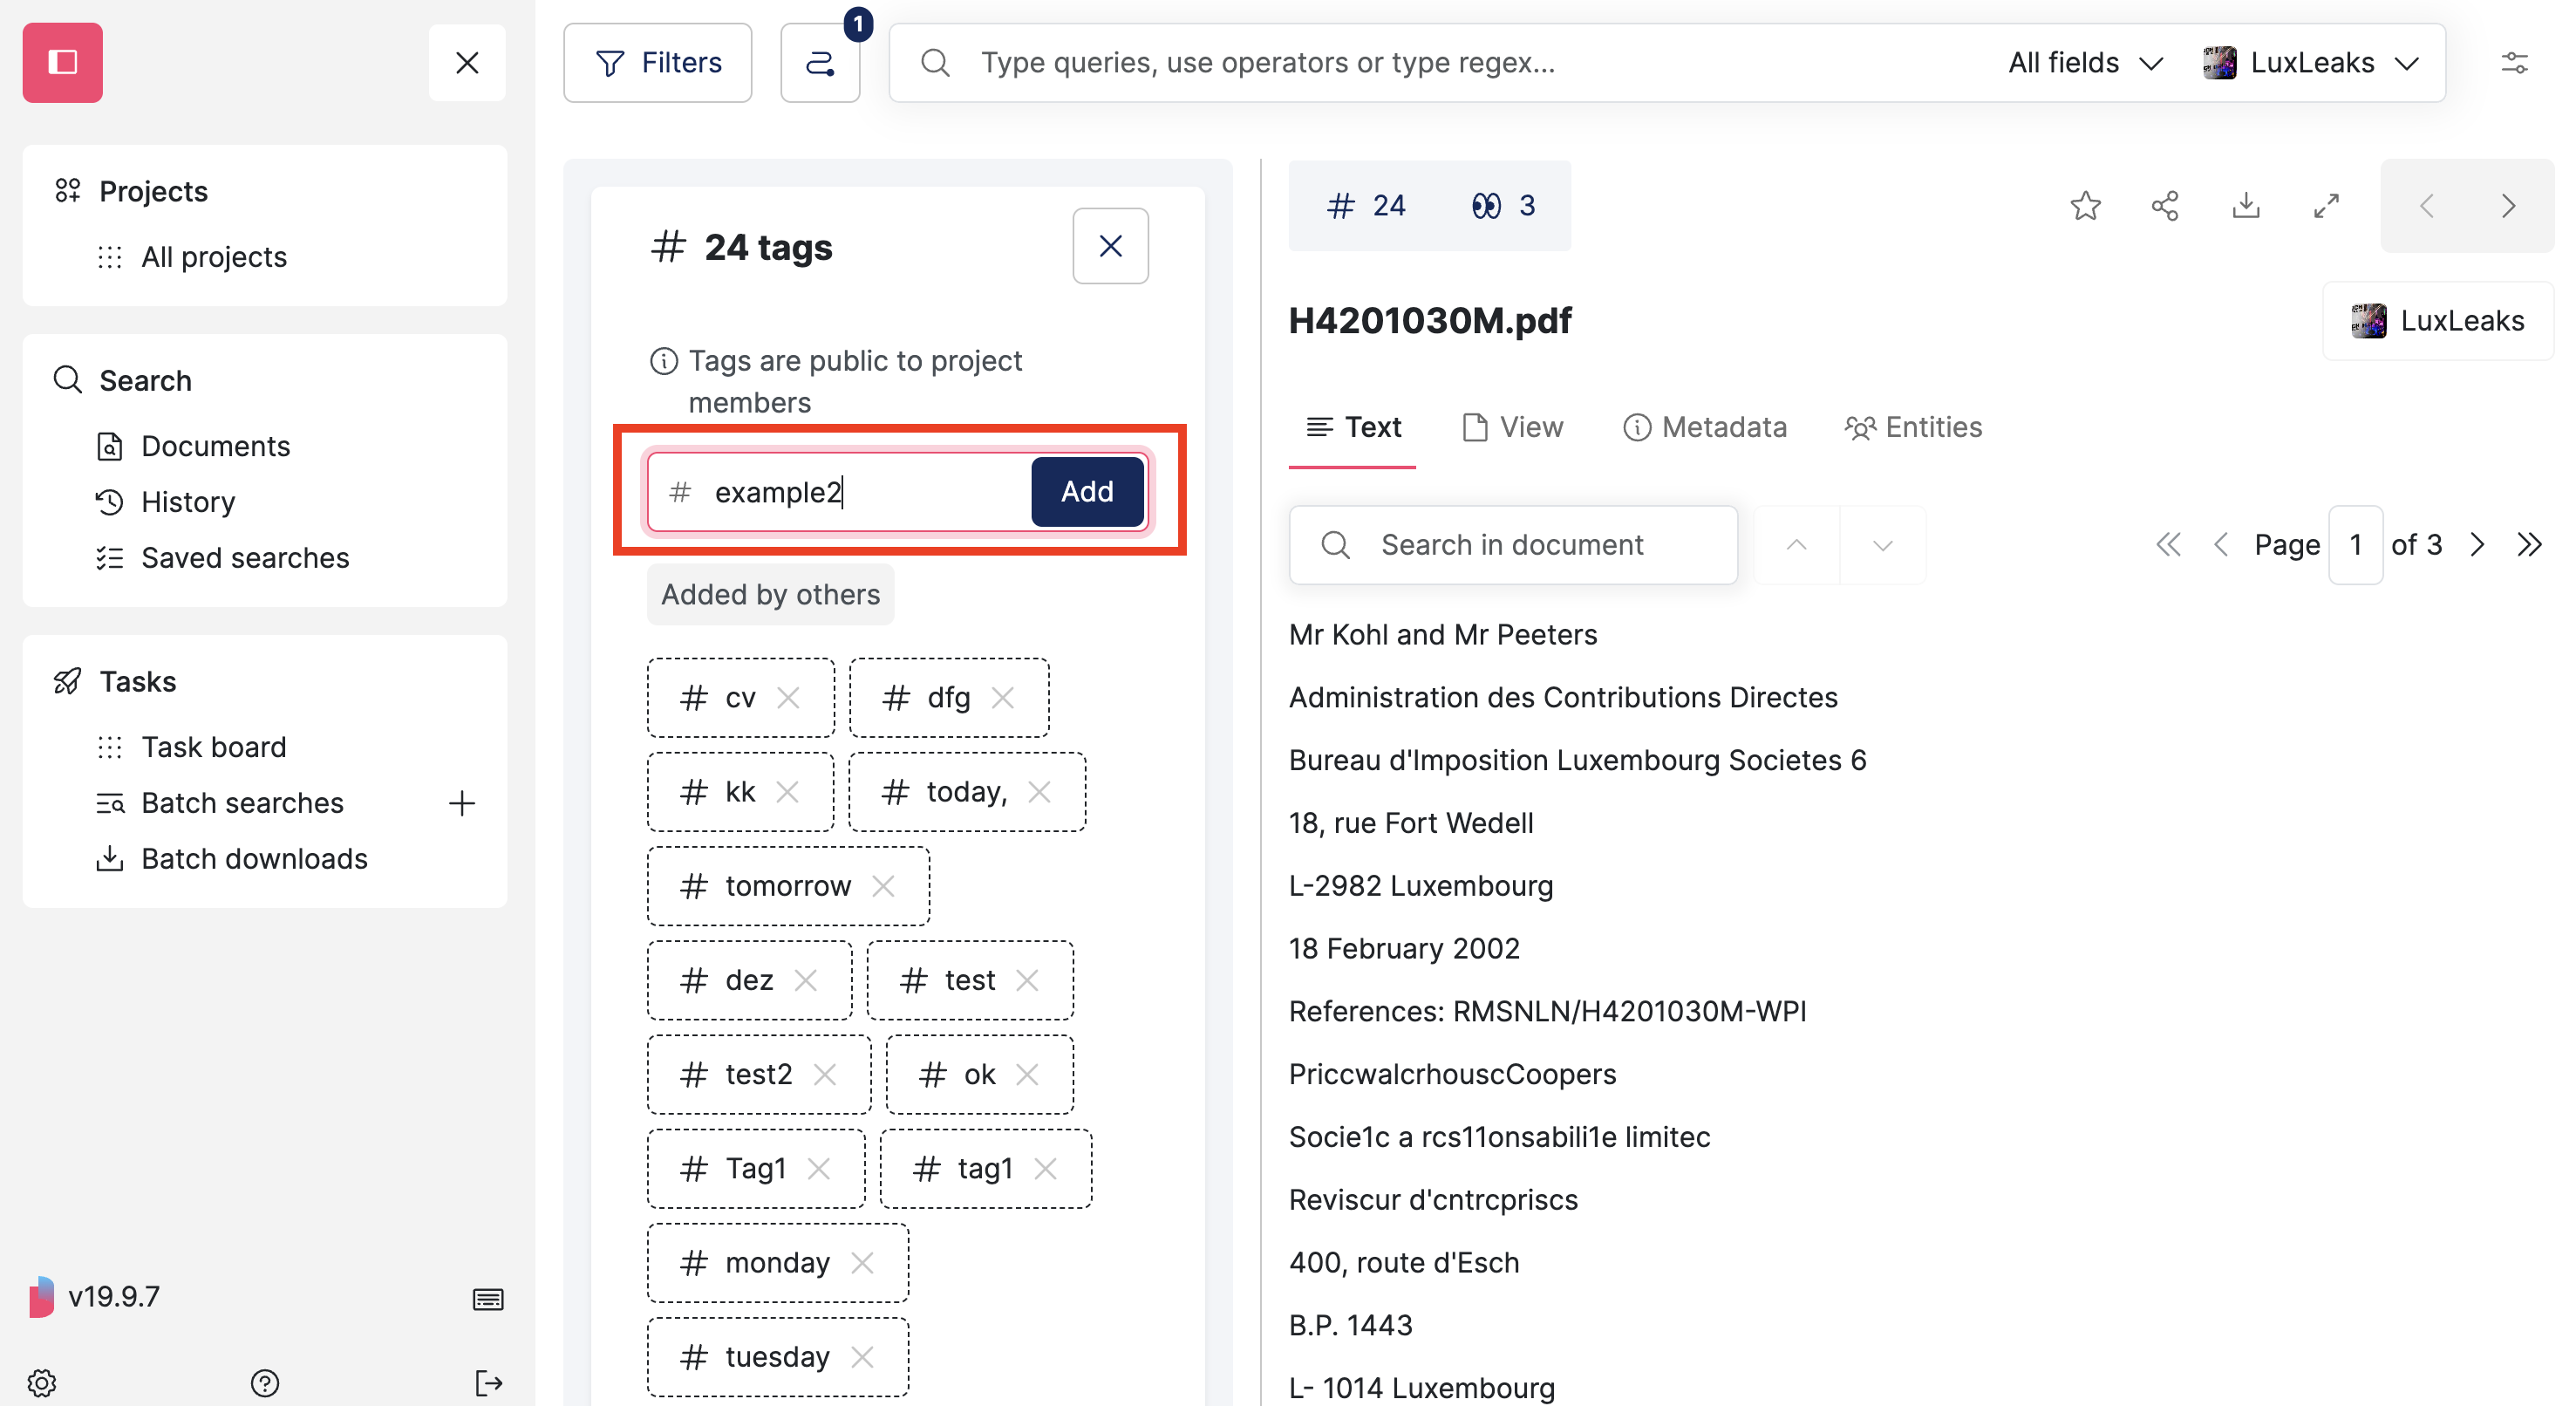 Projects
All projects
Search
Documents
History
Saved searches
Tasks
Task board
Batch searches
Batch downloads
v19.9.7
Filters
1
Type queries, use operators or type regex...
All fields
LuxLeaks
# 24 tags
Tags are public to project
members
# example2
Add
Added by others
# cv
# dfg
# kk
# today,
# tomorrow
# dez
# test
# test2
# ok
# Tag1
# tag1
# monday
# tuesday
# 24
3
H4201030M.pdf
LuxLeaks
Text
View
Metadata
Entities
Search in document
Page 1 of 3
Mr Kohl and Mr Peeters
Administration des Contributions Directes
Bureau d'Imposition Luxembourg Societes 6
18, rue Fort Wedell
L-2982 Luxembourg
18 February 2002
References: RMSNLN/H4201030M-WPI
PriccwalcrhouscCoopers
Socie1c a rcs11onsabili1e limitec
Reviscur d'cntrcpriscs
400, route d'Esch
B.P. 1443
L- 1014 Luxembourg